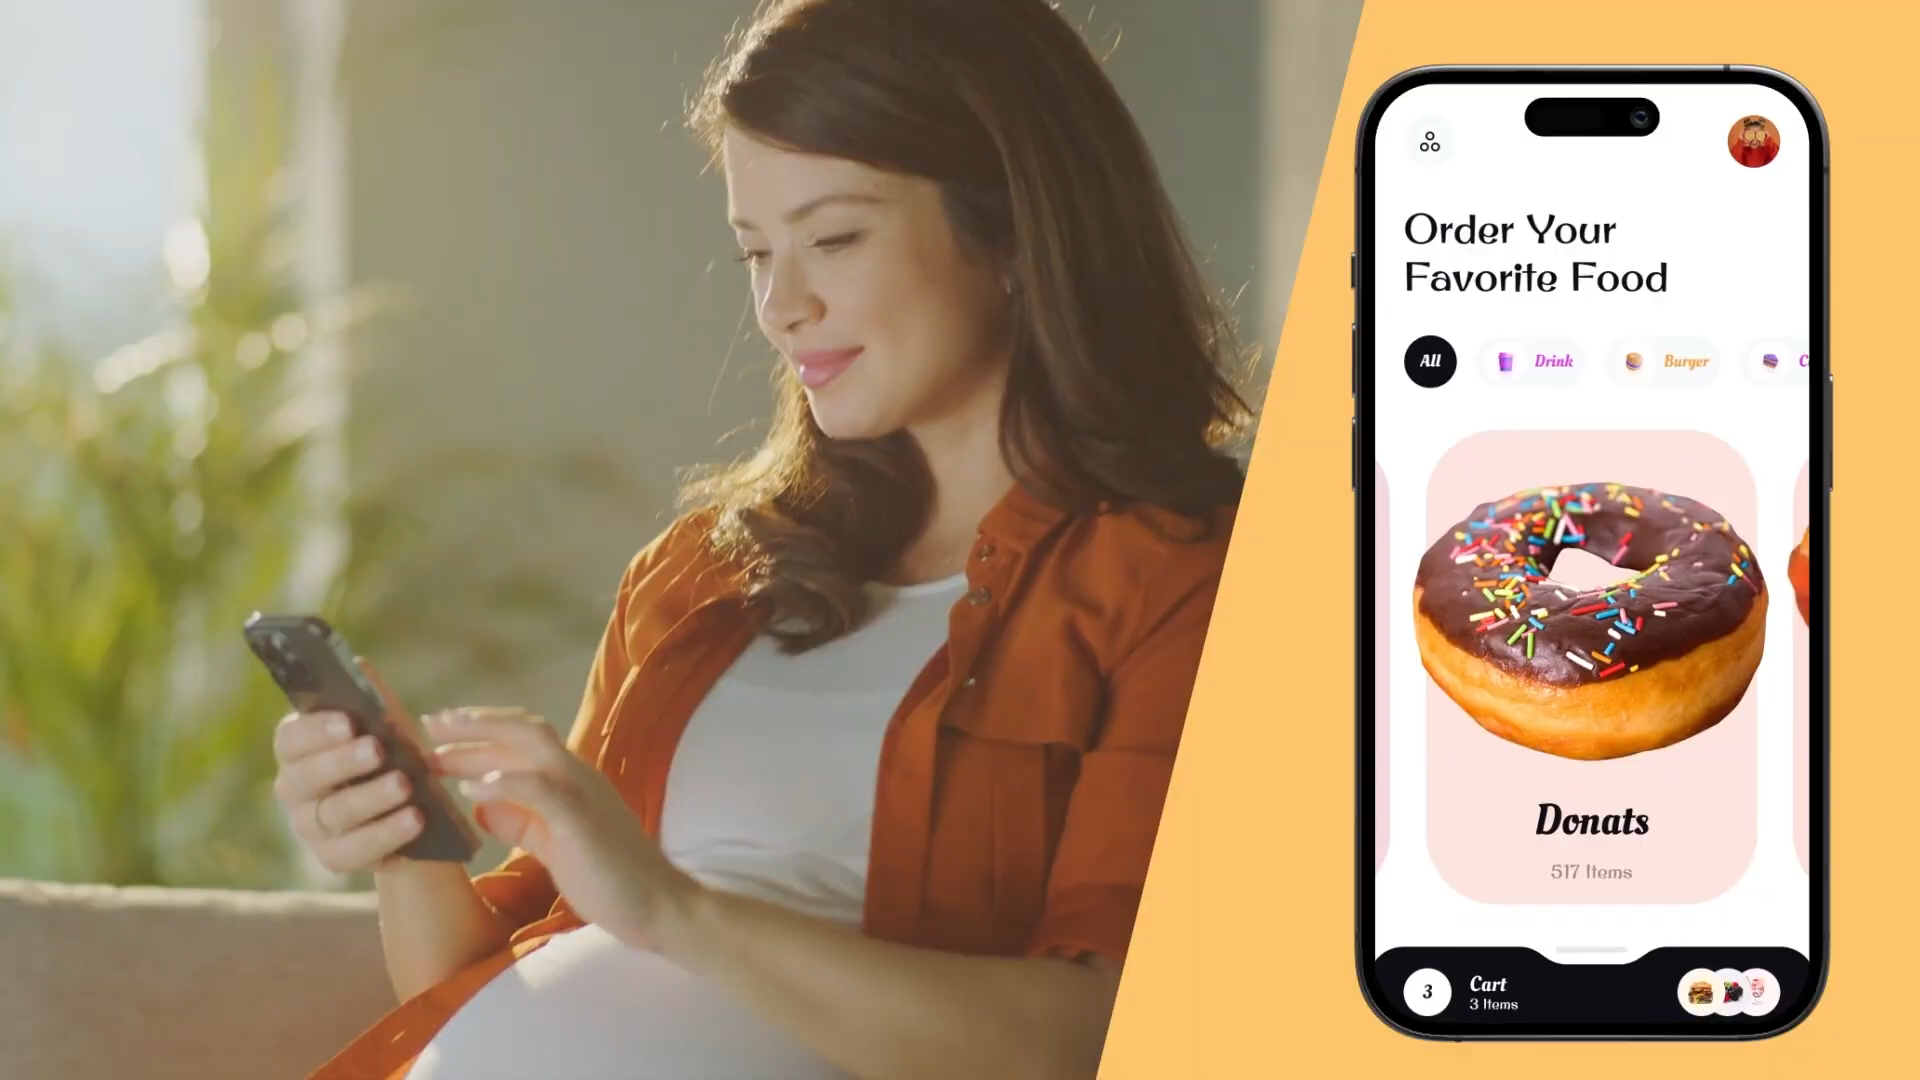 Order Your
Favorite Food
All
Drink
Burger
C
Donats
517 Items
3
Cart
3 Items